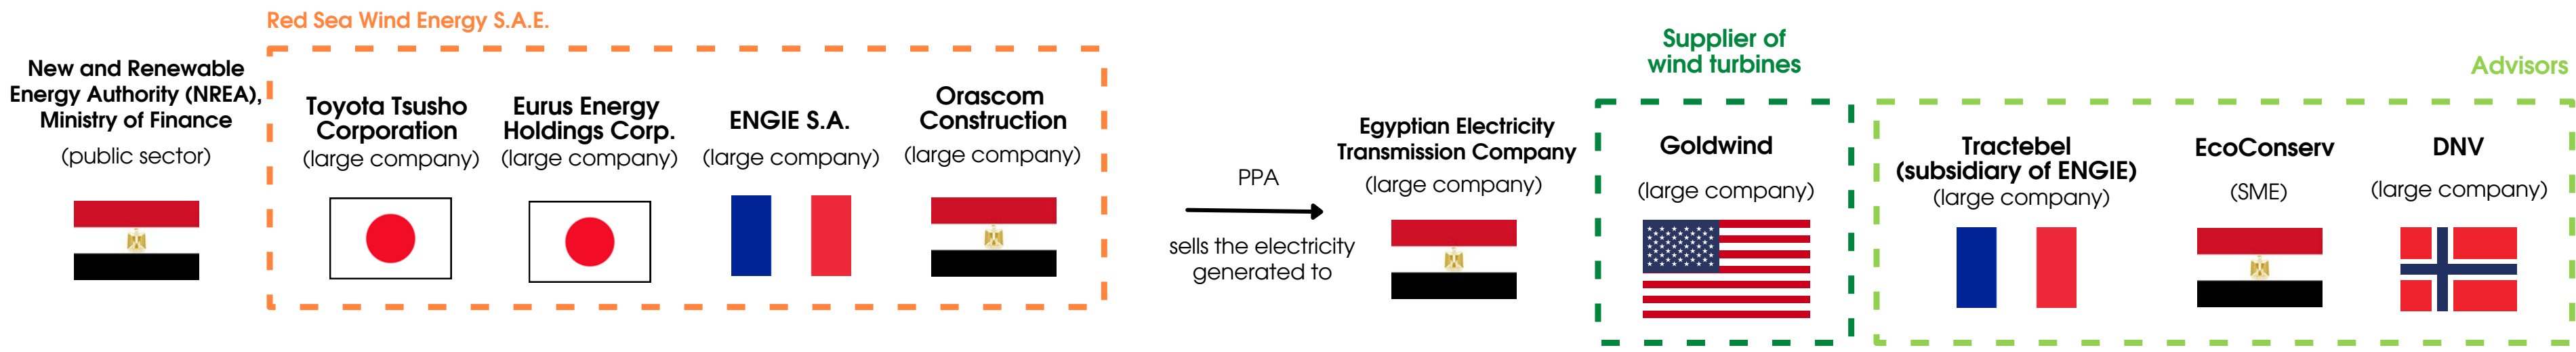 Red Sea Wind Energy S.A.E.
New and Renewable
Energy Authority (NREA),
Ministry of Finance
(public sector)
Toyota Tsusho
Corporation
(large company)
Eurus Energy
Holdings Corp.
(large company)
ENGIE S.A.
(large company)
Orascom
Construction
(large company)
PPA
sells the electricity
generated to
Egyptian Electricity
Transmission Company
(large company)
Supplier of
wind turbines
Goldwind
(large company)
Advisors
Tractebel
(subsidiary of ENGIE)
(large company)
EcoConserv
(SME)
DNV
(large company)